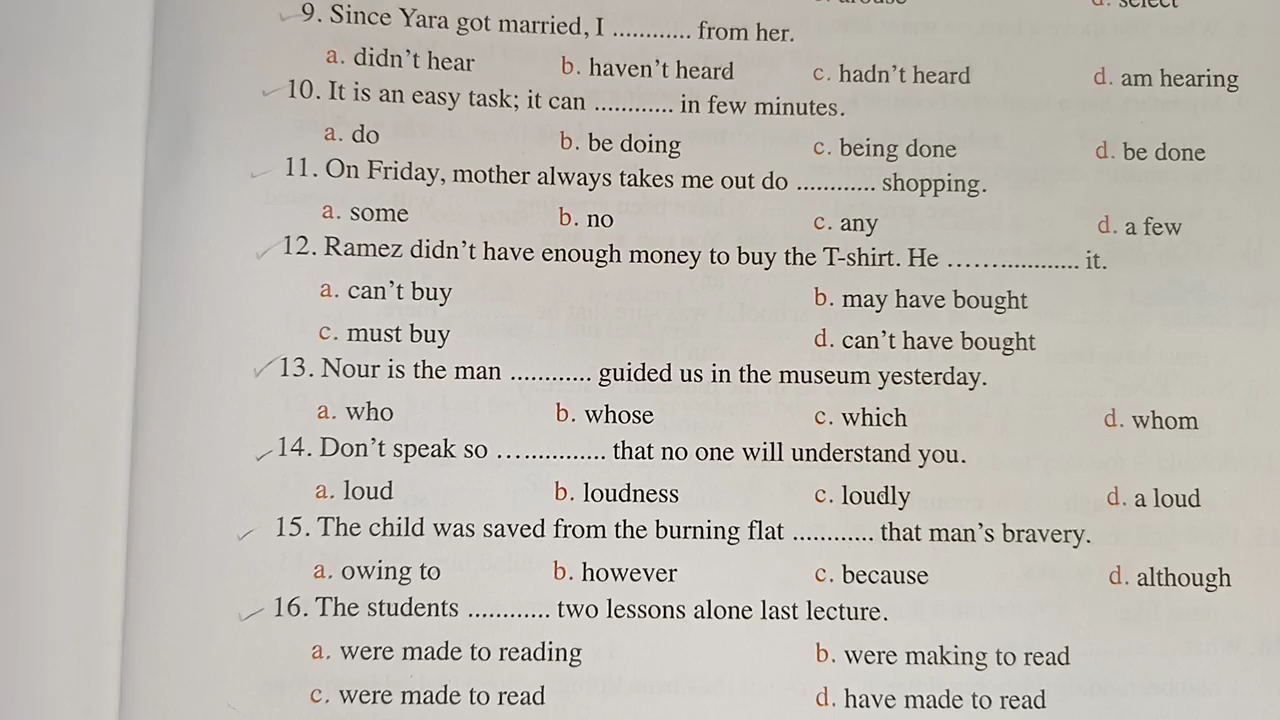 d. select
9. Since Yara got married, I ............ from her.
a. didn't hear b. haven't heard c. hadn't heard d. am hearing
10. It is an easy task; it can ............ in few minutes.
a. do b. be doing c. being done d. be done
11. On Friday, mother always takes me out do ............ shopping.
a. some b. no c. any d. a few
12. Ramez didn't have enough money to buy the T-shirt. He .................... it.
a. can't buy b. may have bought
c. must buy d. can't have bought
13. Nour is the man ............ guided us in the museum yesterday.
a. who b. whose c. which d. whom
14. Don't speak so ................ that no one will understand you.
a. loud b. loudness c. loudly d. a loud
15. The child was saved from the burning flat ............ that man's bravery.
a. owing to b. however c. because d. although
16. The students ............ two lessons alone last lecture.
a. were made to reading b. were making to read
c. were made to read d. have made to read